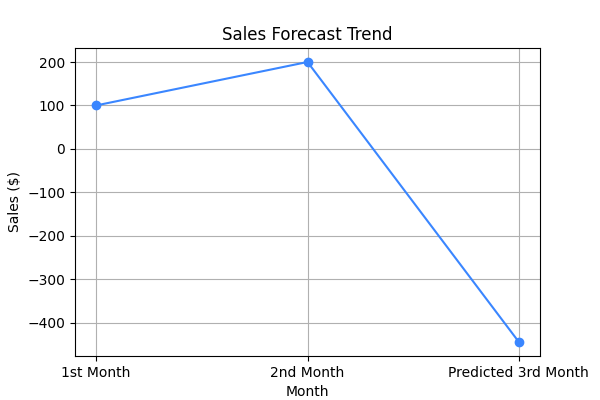 Sales Forecast Trend
200
100
0
−100
−200
−300
−400
Sales ($)
1st Month
2nd Month
Predicted 3rd Month
Month